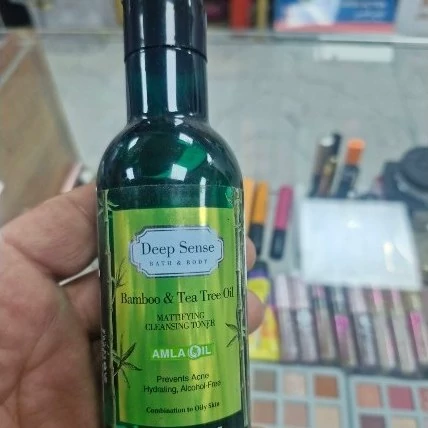 Deep Sense
BATH & BODY
Bamboo & Tea Tree Oil
MATTIFYING
CLEANSING TONER
AMLA OIL
Prevents Acne
Hydrating, Alcohol-Free
Combination to Oily Skin